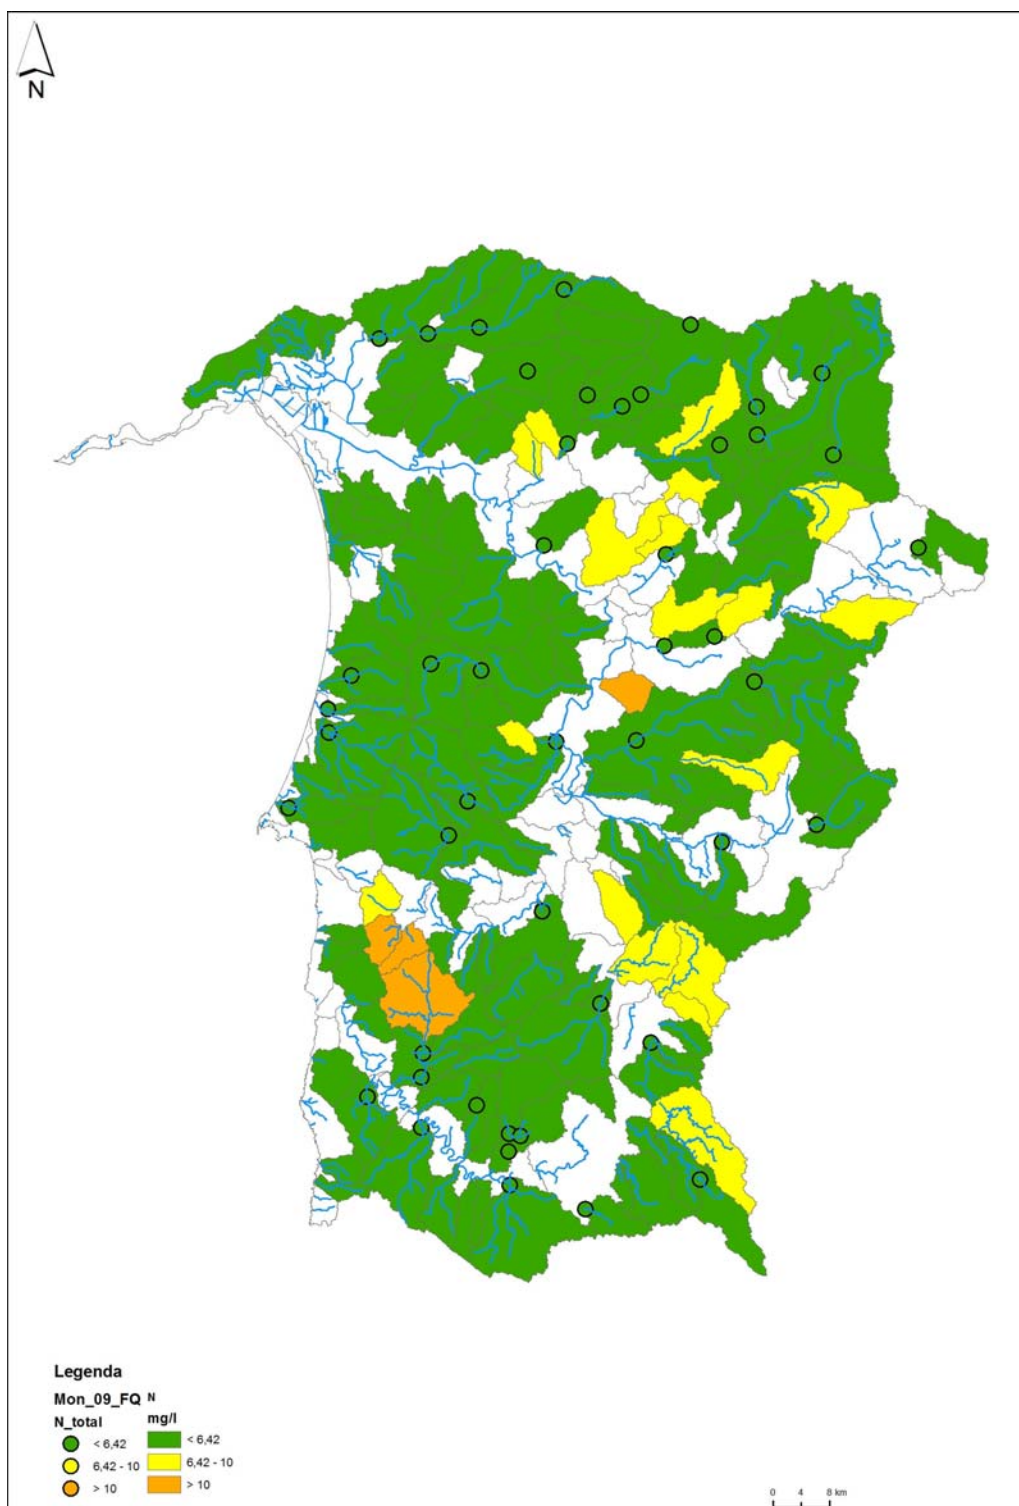 N
Legenda
Mon_09_FQ N
N_total mg/l
< 6,42 < 6,42
6,42 - 10 6,42 - 10
> 10 > 10
0 4 8 km